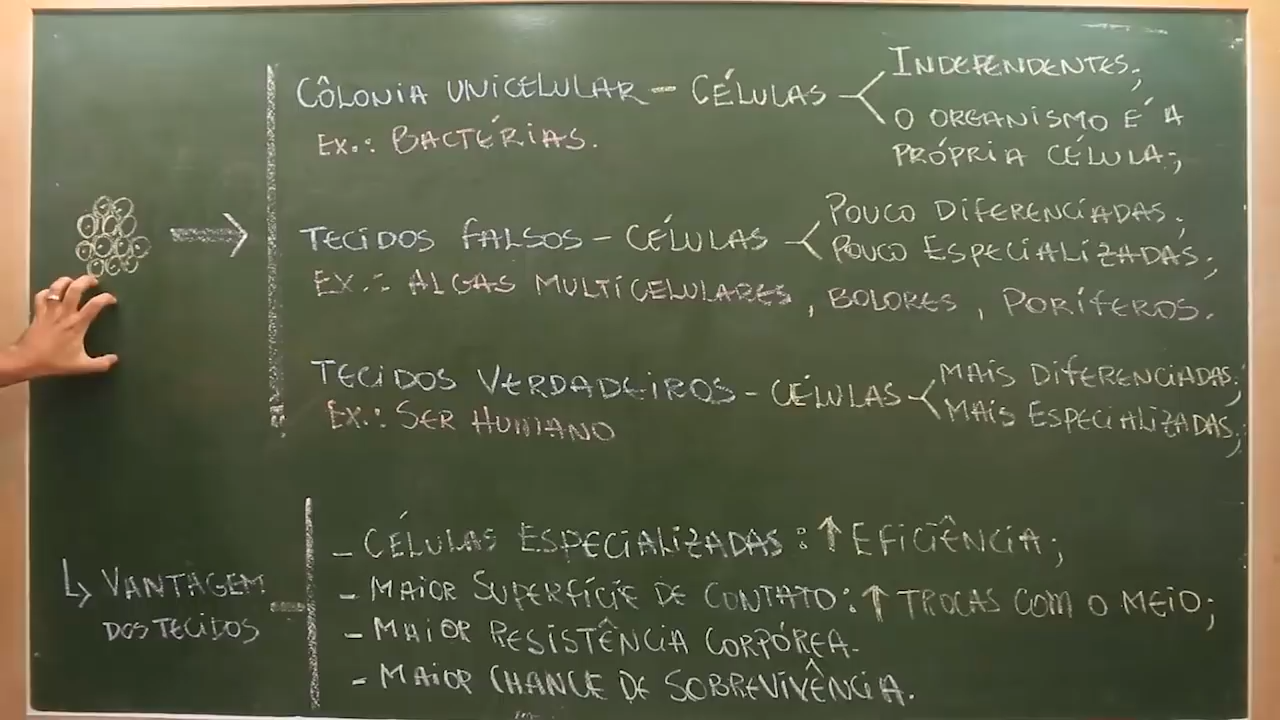 CÔLONIA UNICELULAR - CÉLULAS
INDEPENDENTES;
O ORGANISMO É A
PRÓPRIA CÉLULA;
EX.: BACTÉRIAS.
TECIDOS FALSOS - CÉLULAS
POUCO DIFERENCIADAS;
POUCO ESPECIALIZADAS;
EX.: ALGAS MULTICELULARES, BOLORES, PORÍFEROS.
TECIDOS VERDADEIROS - CÉLULAS
MAIS DIFERENCIADAS;
MAIS ESPECIALIZADAS;
EX.: SER HUMANO
↳ VANTAGEM
DOS TECIDOS
- CÉLULAS ESPECIALIZADAS: ↑ EFICIÊNCIA;
- MAIOR SUPERFÍCIE DE CONTATO: ↑ TROCAS COM O MEIO;
- MAIOR RESISTÊNCIA CORPÓREA.
- MAIOR CHANCE DE SOBREVIVÊNCIA.